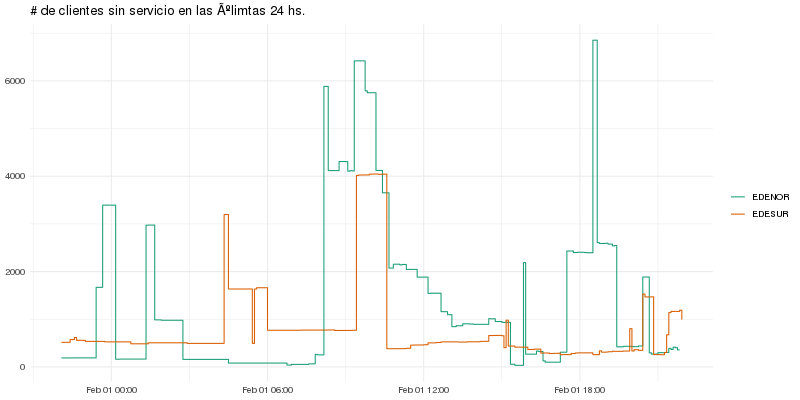 # de clientes sin servicio en las Ãºlimtas 24 hs.
6000
4000
2000
0
Feb 01 00:00
Feb 01 06:00
Feb 01 12:00
Feb 01 18:00
EDENOR
EDESUR